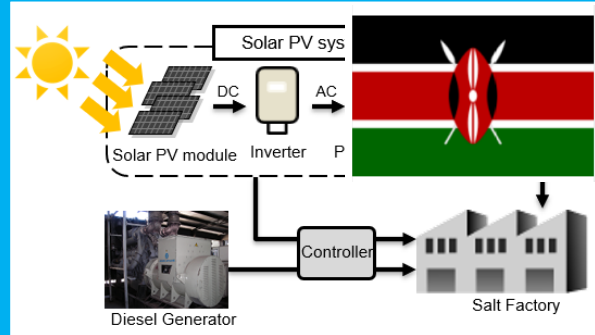 Solar PV sys
DC
AC
Solar PV module
Inverter
P
Controller
Diesel Generator
Salt Factory